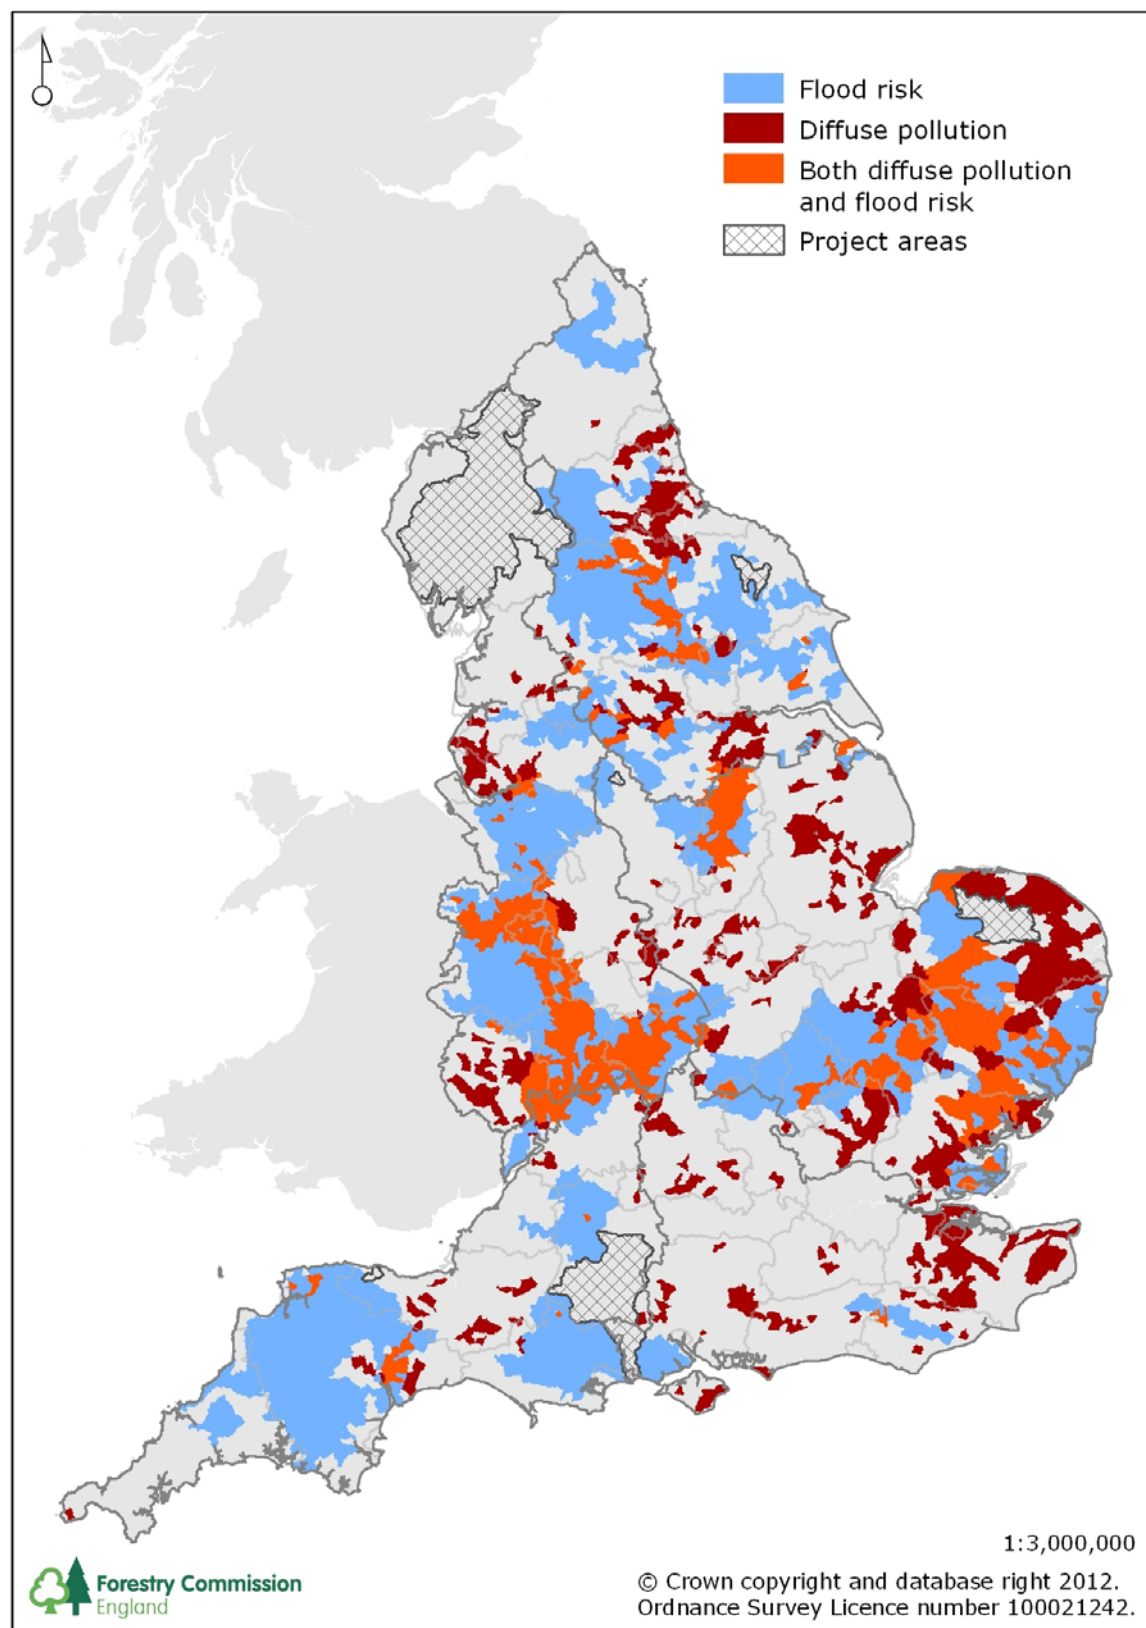 Flood risk
Diffuse pollution
Both diffuse pollution
and flood risk
Project areas
1:3,000,000
Forestry Commission
England
© Crown copyright and database right 2012.
Ordnance Survey Licence number 100021242.